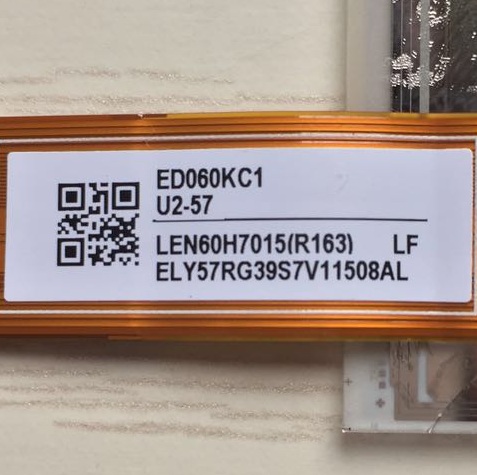 ED060KC1
U2-57
LEN60H7015(R163) LF
ELY57RG39S7V11508AL